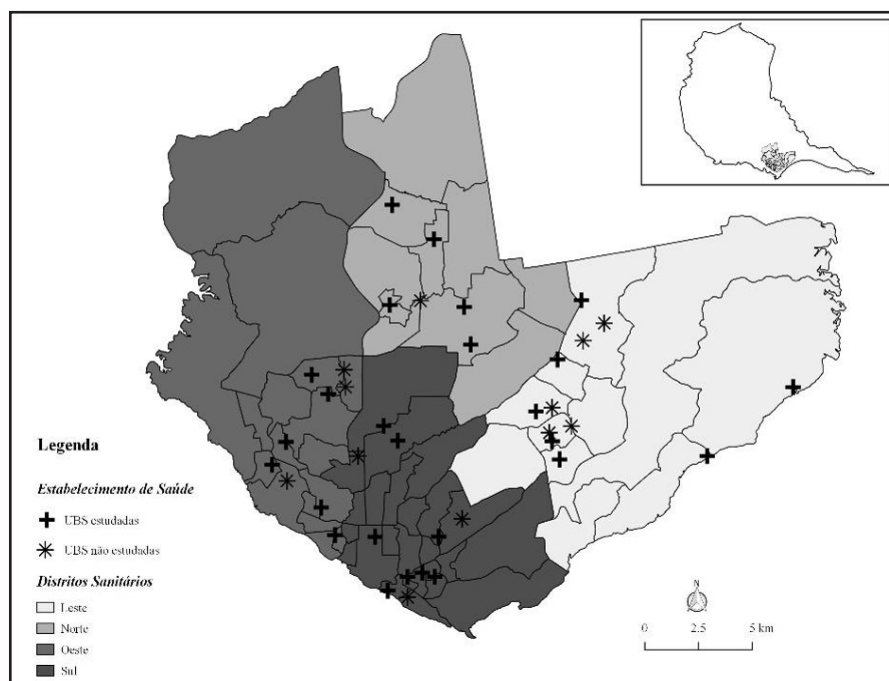 Legenda
Estabelecimento de Saúde
UBS estudadas
UBS não estudadas
Distritos Sanitários
Leste
Norte
Oeste
Sul
N
0 2.5 5 km